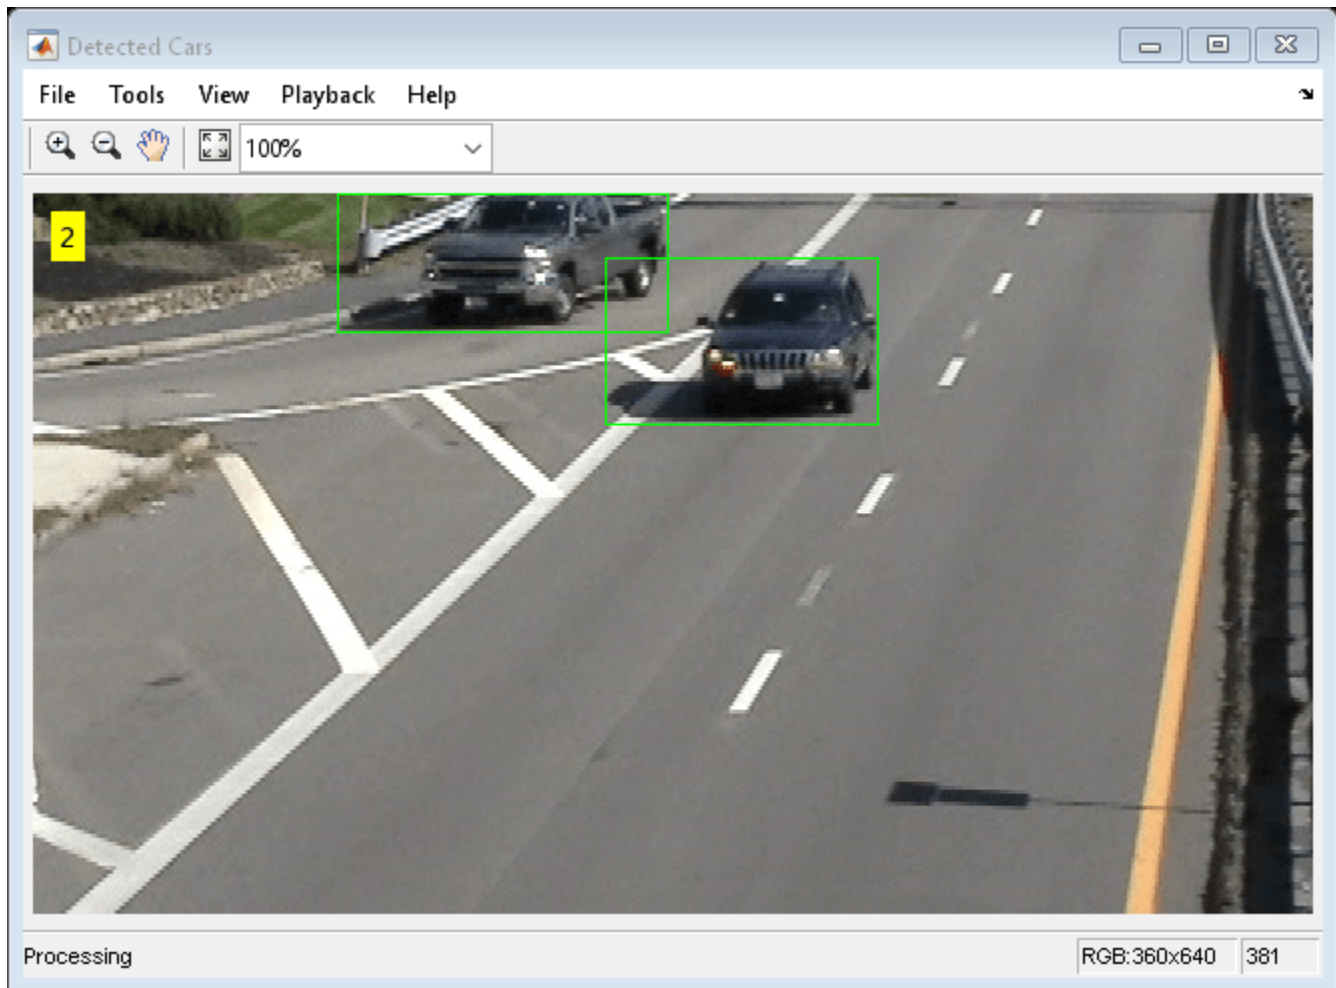 Detected Cars
File Tools View Playback Help
100%
2
Processing RGB:360x640 381